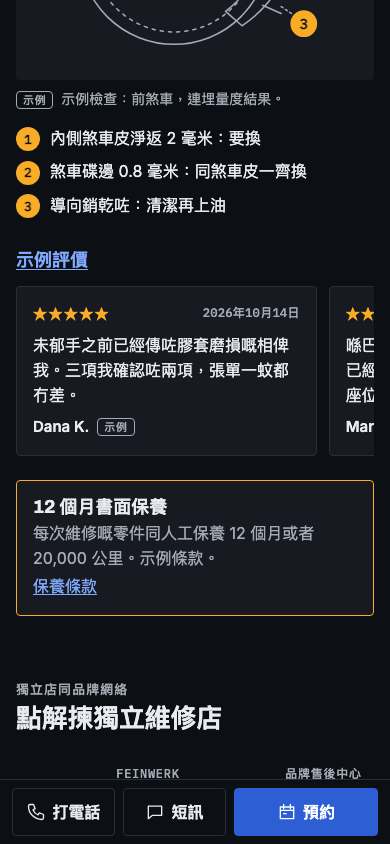 3
示例 示例檢查：前煞車，連埋量度結果。
1 內側煞車皮淨返 2 毫米：要換
2 煞車碟邊 0.8 毫米：同煞車皮一齊換
3 導向銷乾咗：清潔再上油
示例評價
2026年10月14日
未郁手之前已經傳咗膠套磨損嘅相俾
我。三項我確認咗兩項，張單一蚊都
冇差。
Dana K. 示例
喺巴
已經
座位
Mar
12 個月書面保養
每次維修嘅零件同人工保養 12 個月或者
20,000 公里。示例條款。
保養條款
獨立店同品牌網絡
點解揀獨立維修店
FEINWERK 品牌售後中心
打電話 短訊 預約